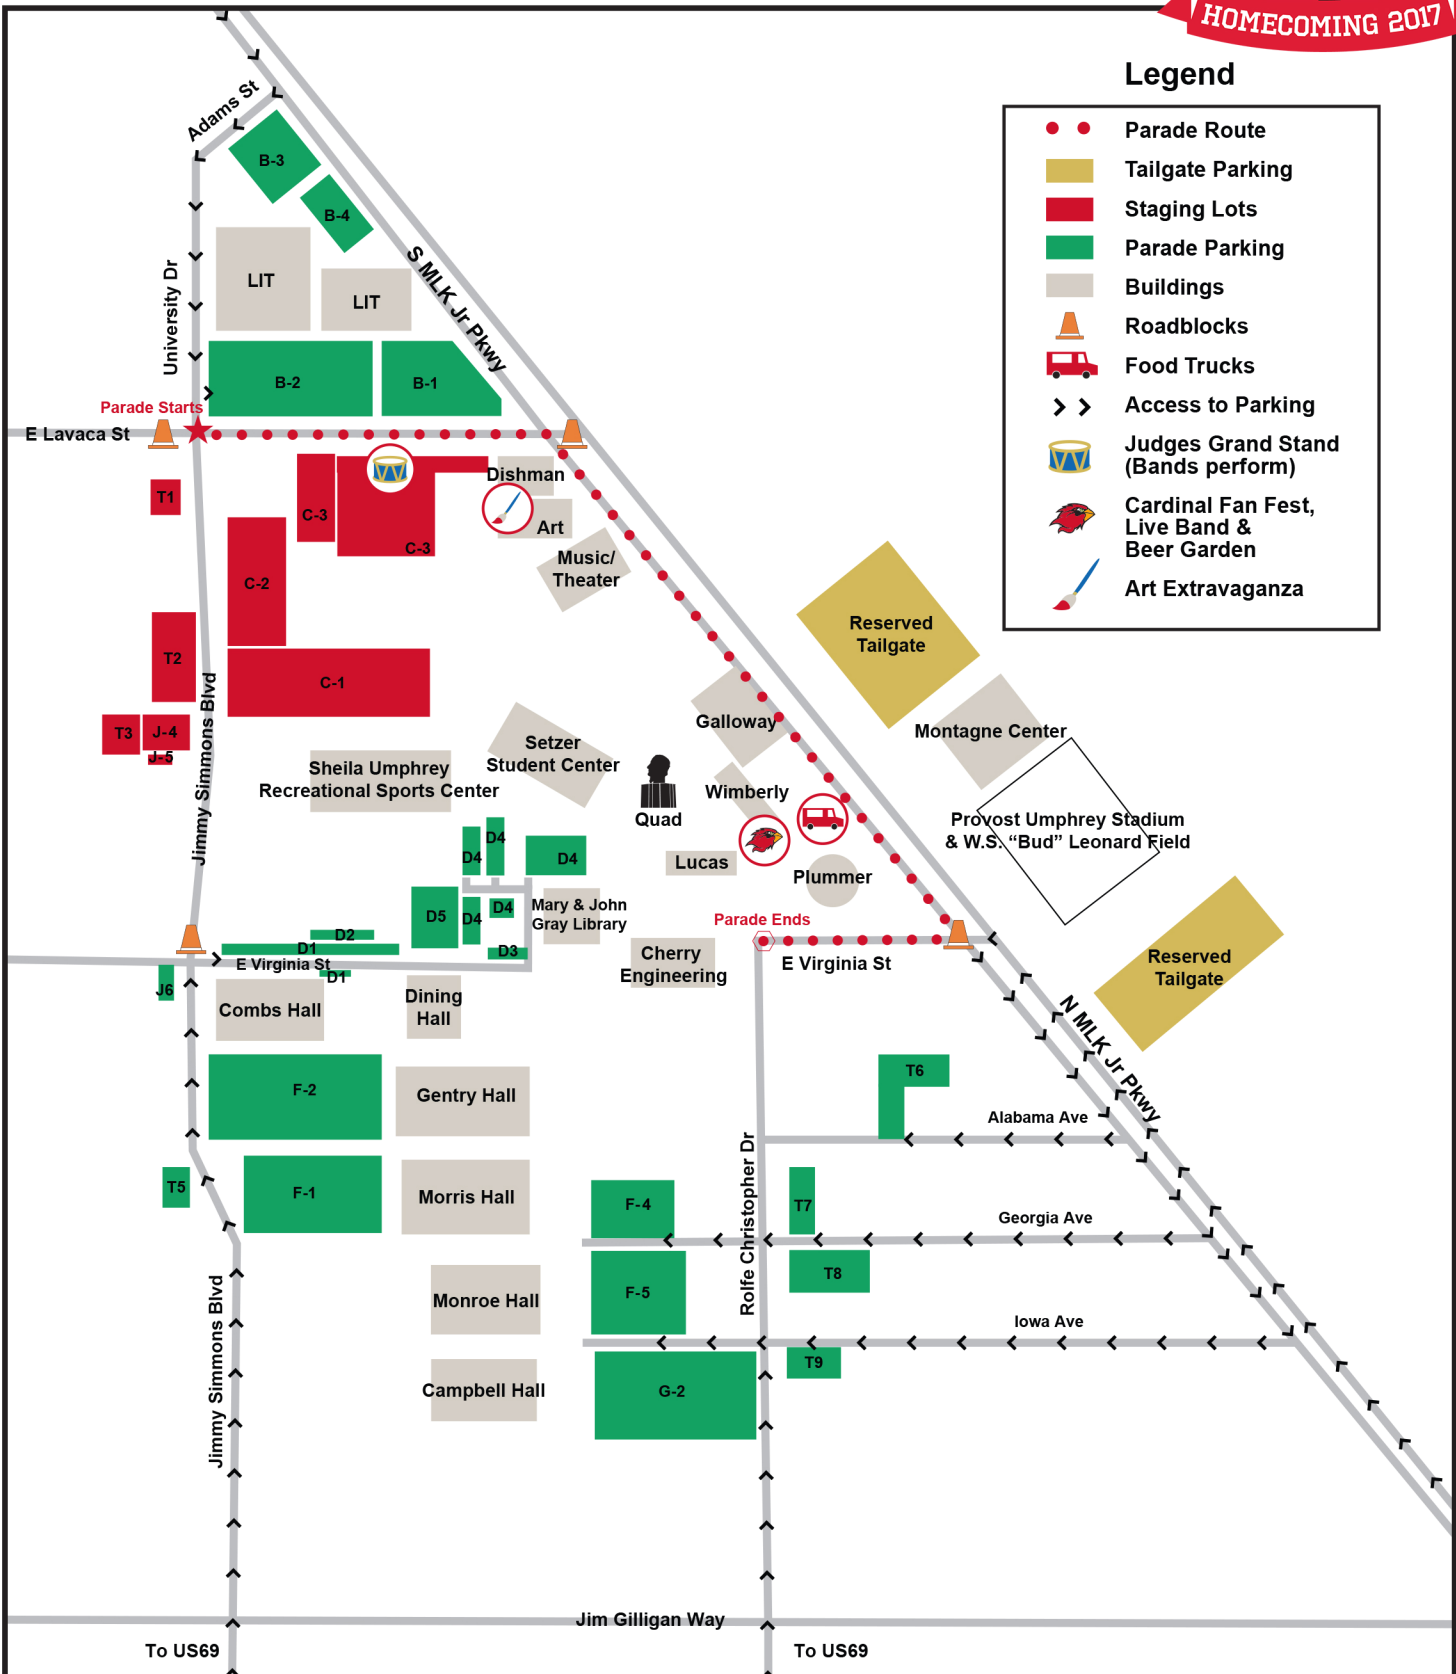 HOMECOMING 2017
Legend
Parade Route
Tailgate Parking
Staging Lots
Parade Parking
Buildings
Roadblocks
Food Trucks
Access to Parking
Judges Grand Stand
(Bands perform)
Cardinal Fan Fest,
Live Band &
Beer Garden
Art Extravaganza
Adams St
B-3
B-4
S MLK Jr Pkwy
University Dr
LIT
LIT
B-2
B-1
Parade Starts
E Lavaca St
T1
C-3
C-3
Dishman
Art
Music/
Theater
C-2
T2
C-1
T3
J-4
J-5
Jimmy Simmons Blvd
Reserved
Tailgate
Galloway
Montagne Center
Setzer
Student Center
Sheila Umphrey
Recreational Sports Center
Quad
Wimberly
Provost Umphrey Stadium
& W.S. “Bud” Leonard Field
D4
D4
D4
Lucas
Plummer
D5
D4
D4
Mary & John
Gray Library
Parade Ends
D2
D1
D3
E Virginia St
D1
Cherry
Engineering
E Virginia St
Reserved
Tailgate
J6
Combs Hall
Dining
Hall
N MLK Jr Pkwy
F-2
Gentry Hall
T6
Alabama Ave
T5
F-1
Morris Hall
F-4
Rolfe Christopher Dr
T7
Georgia Ave
Monroe Hall
F-5
T8
Iowa Ave
Jimmy Simmons Blvd
Campbell Hall
G-2
T9
Jim Gilligan Way
To US69
To US69